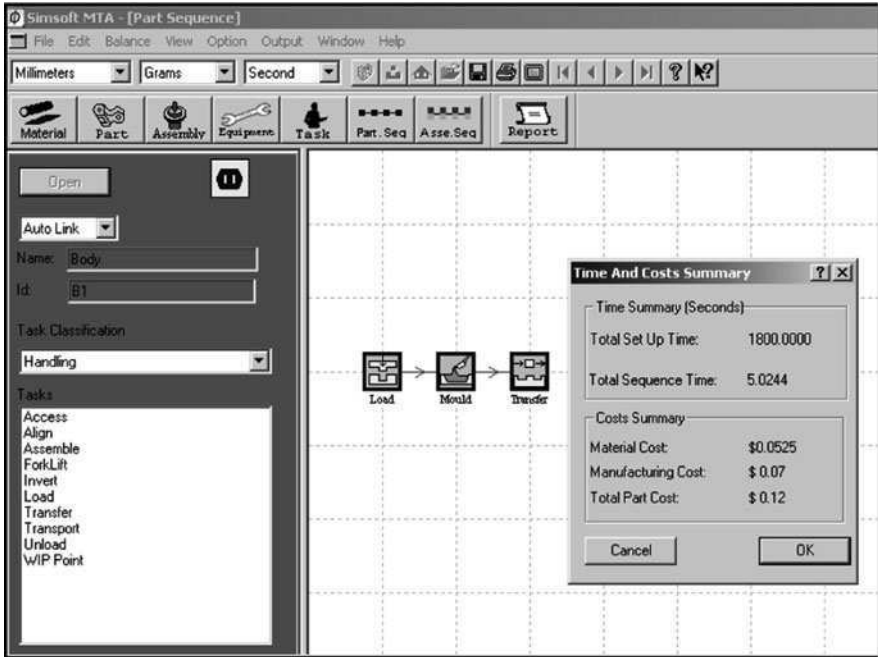 Simsoft MTA - [Part Sequence]
File Edit Balance View Option Output Window Help
Millimeters Grams Second
Material Part Assembly Equipment Task Part.Seq Asse.Seq Report
Open
Auto Link
Name: Body
Id: B1
Task Classification
Handling
Tasks
Access
Align
Assemble
ForkLift
Invert
Load
Transfer
Transport
Unload
WIP Point
Load Mould Transfer
Time And Costs Summary
Time Summary (Seconds)
Total Set Up Time: 1800.0000
Total Sequence Time: 5.0244
Costs Summary
Material Cost: $0.0525
Manufacturing Cost: $ 0.07
Total Part Cost: $ 0.12
Cancel OK